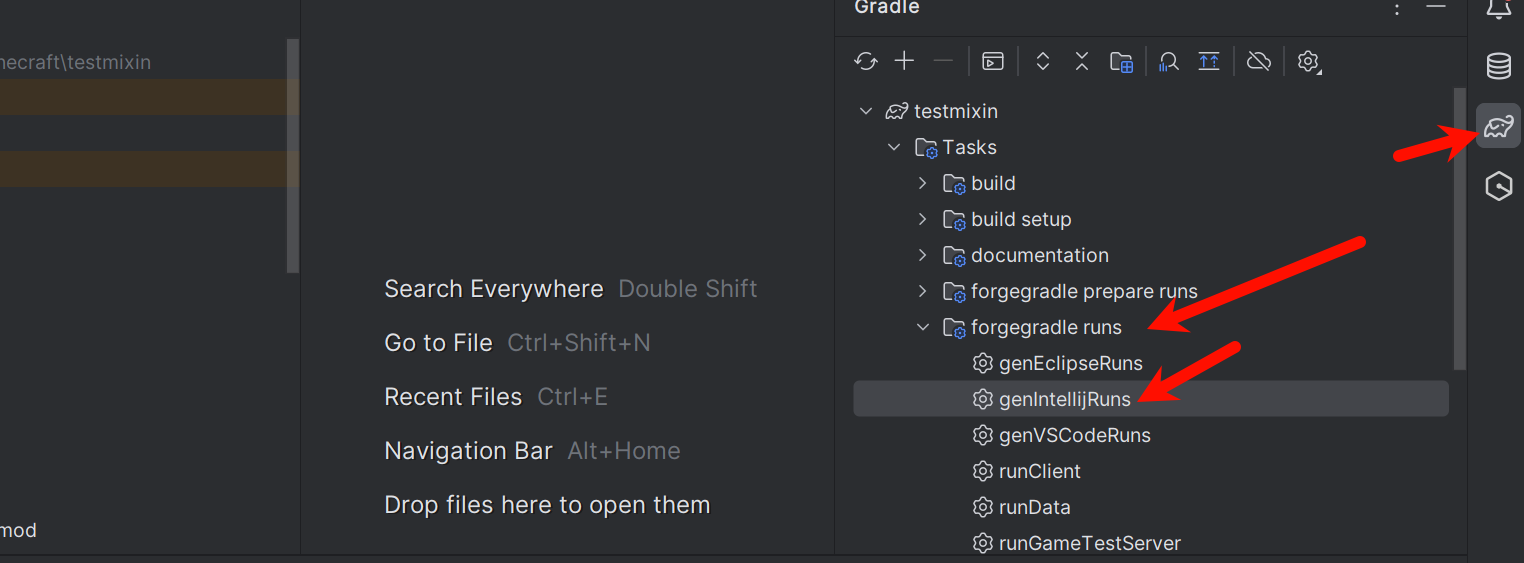 Gradle
necraft\testmixin
testmixin
Tasks
build
build setup
documentation
forgegradle prepare runs
forgegradle runs
genEclipseRuns
genIntellijRuns
genVSCodeRuns
runClient
runData
runGameTestServer
Search Everywhere Double Shift
Go to File Ctrl+Shift+N
Recent Files Ctrl+E
Navigation Bar Alt+Home
Drop files here to open them
mod